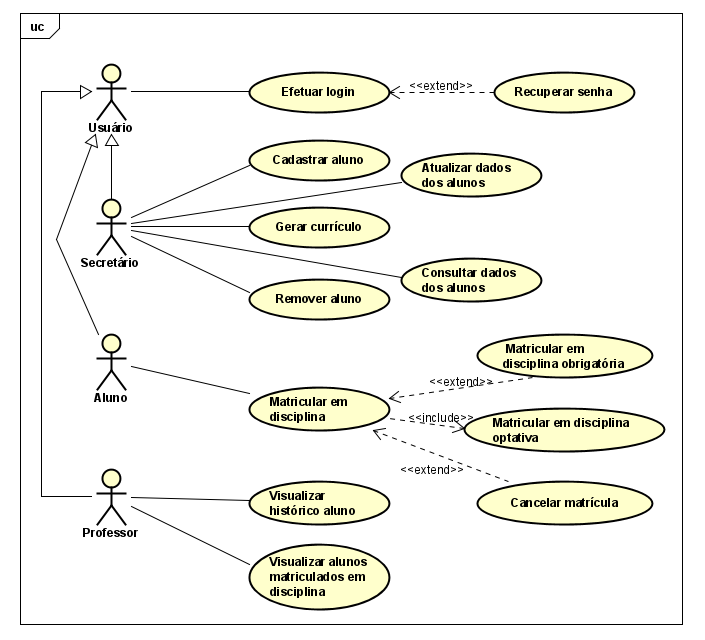 uc
Efetuar login
<<extend>>
Recuperar senha
Usuário
Cadastrar aluno
Atualizar dados
dos alunos
Gerar currículo
Secretário
Consultar dados
dos alunos
Remover aluno
Matricular em
disciplina obrigatória
<<extend>>
Aluno
Matricular em
disciplina
<<include>>
Matricular em disciplina
optativa
<<extend>>
Cancelar matrícula
Visualizar
histórico aluno
Professor
Visualizar alunos
matriculados em
disciplina